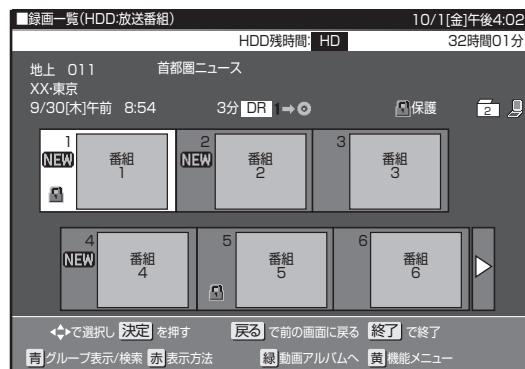 ■録画一覧(HDD:放送番組) 10/1[金]午後4:02
HDD残時間: HD 32時間01分
地上 011 首都圏ニュース
XX・東京
9/30[木]午前 8:54 3分 DR 1→ 保護 2
1 NEW 番組 1
2 NEW 番組 2
3 番組 3
4 NEW 番組 4
5 番組 5
6 番組 6
で選択し 決定 を押す 戻る で前の画面に戻る 終了 で終了
青 グループ表示/検索 赤 表示方法 緑 動画アルバムへ 黄 機能メニュー